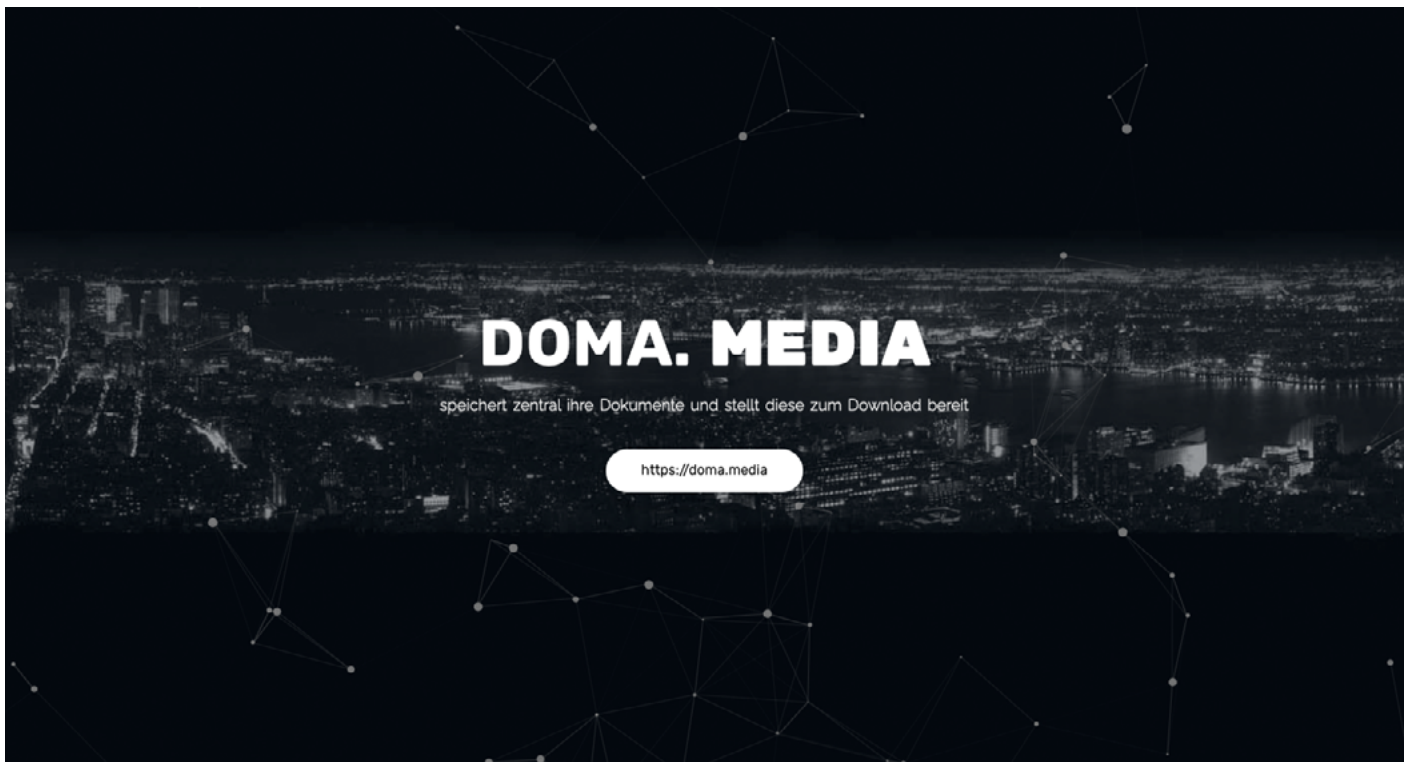 DOMA. MEDIA
speichert zentral ihre Dokumente und stellt diese zum Download bereit
https://doma.media